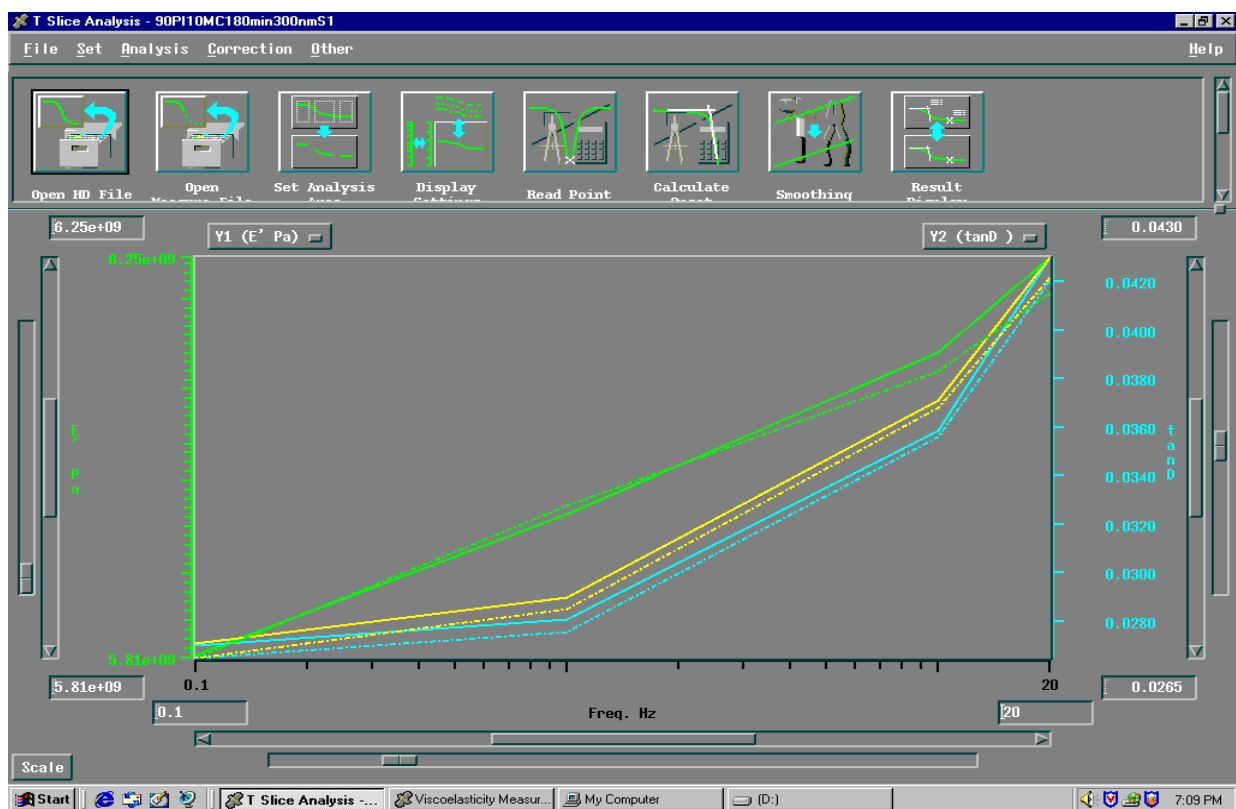 T Slice Analysis - 90PI10MC180min300nmS1
File Set Analysis Correction Other Help
Open HD File
Open
Set Analysis
Display
Read Point
Calculate
Smoothing
Result
6.25e+09
Y1 (E' Pa)
Y2 (tanD )
0.0430
6.25e+09
0.0420
0.0400
0.0380
0.0360
0.0340
0.0320
0.0300
0.0280
E' Pa
tanD
5.81e+09
5.81e+09
0.1
20
0.0265
0.1
Freq. Hz
20
Scale
Start
T Slice Analysis -...
Viscoelasticity Measur...
My Computer
(D:)
7:09 PM